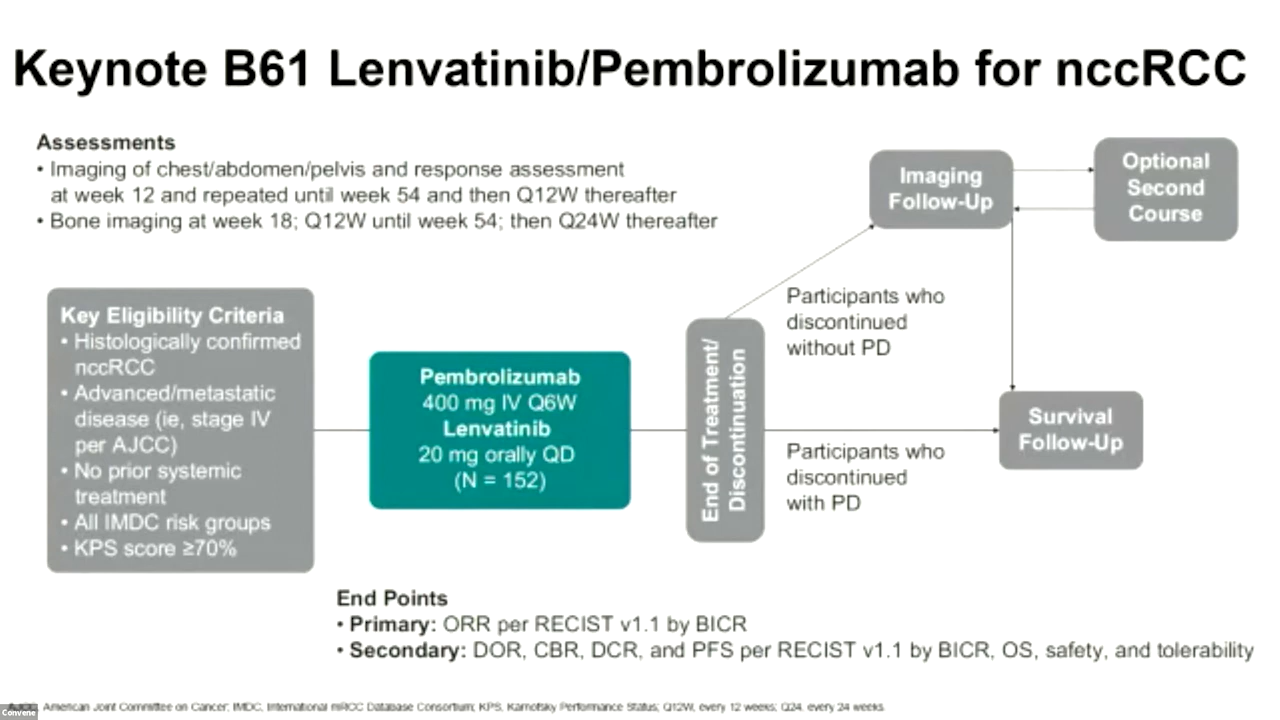 Keynote B61 Lenvatinib/Pembrolizumab for nccRCC
Assessments
• Imaging of chest/abdomen/pelvis and response assessment
at week 12 and repeated until week 54 and then Q12W thereafter
• Bone imaging at week 18; Q12W until week 54; then Q24W thereafter
Key Eligibility Criteria
• Histologically confirmed
nccRCC
• Advanced/metastatic
disease (ie, stage IV
per AJCC)
• No prior systemic
treatment
• All IMDC risk groups
• KPS score ≥70%
Pembrolizumab
400 mg IV Q6W
Lenvatinib
20 mg orally QD
(N = 152)
End of Treatment/
Discontinuation
Participants who
discontinued
without PD
Participants who
discontinued
with PD
Imaging
Follow-Up
Optional
Second
Course
Survival
Follow-Up
End Points
• Primary: ORR per RECIST v1.1 by BICR
• Secondary: DOR, CBR, DCR, and PFS per RECIST v1.1 by BICR, OS, safety, and tolerability
American Joint Committee on Cancer; IMDC, International mRCC Database Consortium; KPS, Karnofsky Performance Status; Q12W, every 12 weeks; Q24, every 24 weeks
Convene